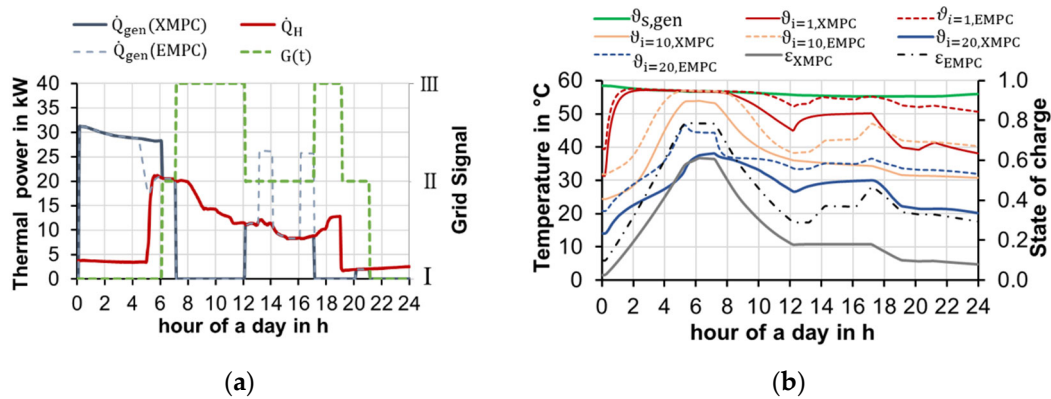 Q̇gen(XMPC) Q̇H
Q̇gen(EMPC) G(t)
Thermal power in kW
40
35
30
25
20
15
10
5
0
III
II
I
Grid Signal
0 2 4 6 8 10 12 14 16 18 20 22 24
hour of a day in h
(a)
ϑs,gen ϑi=1,XMPC ϑi=1,EMPC
ϑi=10,XMPC ϑi=10,EMPC ϑi=20,XMPC
ϑi=20,EMPC εXMPC εEMPC
Temperature in °C
60
50
40
30
20
10
0
1.0
0.8
0.6
0.4
0.2
0.0
State of charge
0 2 4 6 8 10 12 14 16 18 20 22 24
hour of a day in h
(b)